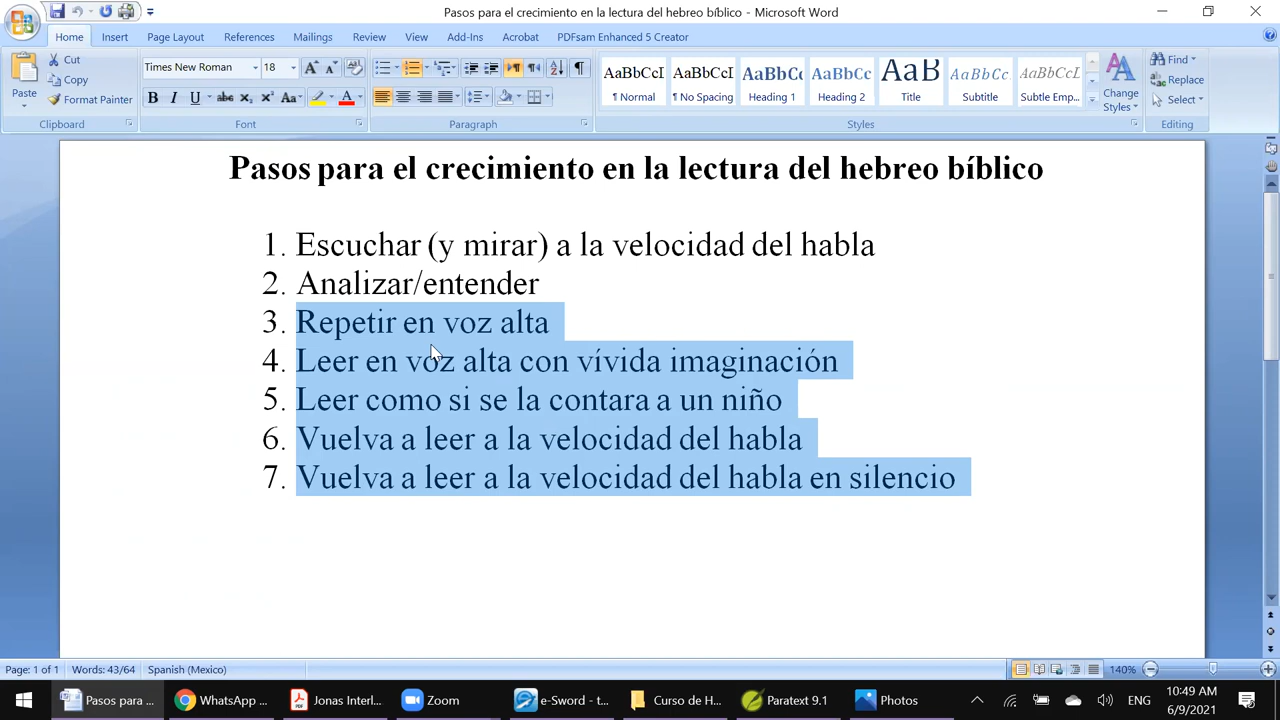 Pasos para el crecimiento en la lectura del hebreo bíblico - Microsoft Word
Home Insert Page Layout References Mailings Review View Add-Ins Acrobat PDFsam Enhanced 5 Creator
Paste
Cut
Copy
Format Painter
Clipboard
Times New Roman 18
B I U abc X₂ X² Aa
Font
Paragraph
AaBbCcI AaBbCcI AaBbCc AaBbCcI AaB AaBbCcI AaBbCcI
¶ Normal ¶ No Spacing Heading 1 Heading 2 Title Subtitle Subtle Emp...
Change Styles
Styles
Find
Replace
Select
Editing
Pasos para el crecimiento en la lectura del hebreo bíblico
1. Escuchar (y mirar) a la velocidad del habla
2. Analizar/entender
3. Repetir en voz alta
4. Leer en voz alta con vívida imaginación
5. Leer como si se la contara a un niño
6. Vuelva a leer a la velocidad del habla
7. Vuelva a leer a la velocidad del habla en silencio
Page: 1 of 1 Words: 43/64 Spanish (Mexico) 140%
Pasos para ... WhatsApp ... Jonas Interl... Zoom e-Sword - t... Curso de H... Paratext 9.1 Photos ENG 10:49 AM
6/9/2021